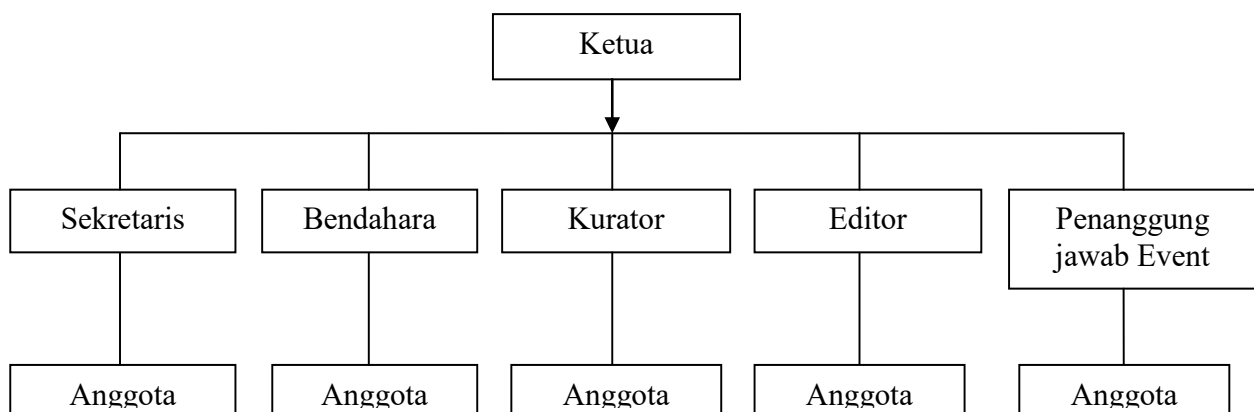 Ketua
Sekretaris
Bendahara
Kurator
Editor
Penanggung
jawab Event
Anggota
Anggota
Anggota
Anggota
Anggota